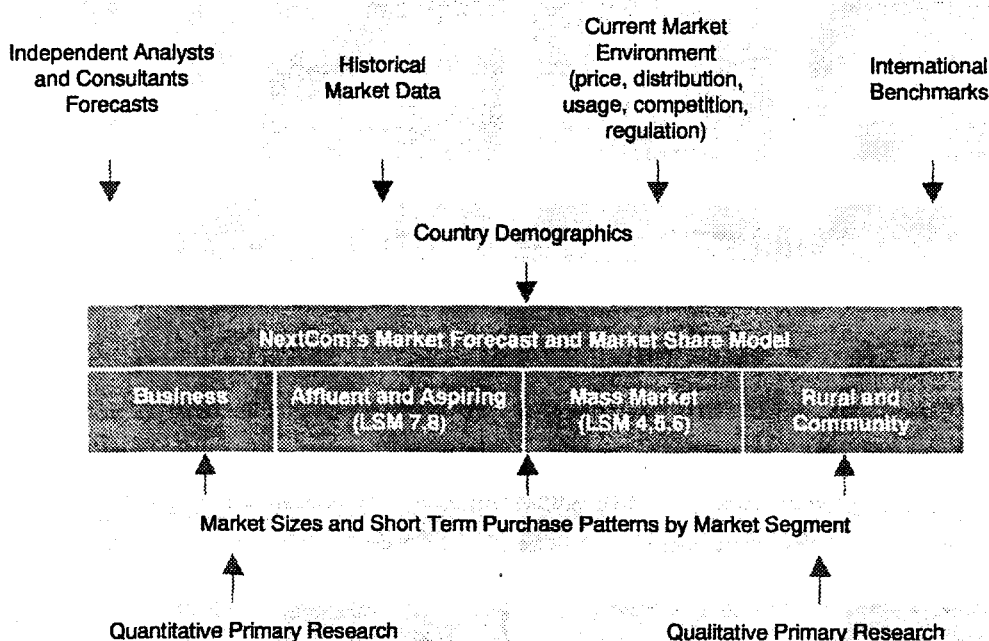 Independent Analysts
and Consultants
Forecasts
Historical
Market Data
Current Market
Environment
(price, distribution,
usage, competition,
regulation)
International
Benchmarks
Country Demographics
NextCom's Market Forecast and Market Share Model
Business
Affluent and Aspiring
(LSM 7,8)
Mass Market
(LSM 4,5,6)
Rural and
Community
Market Sizes and Short Term Purchase Patterns by Market Segment
Quantitative Primary Research
Qualitative Primary Research